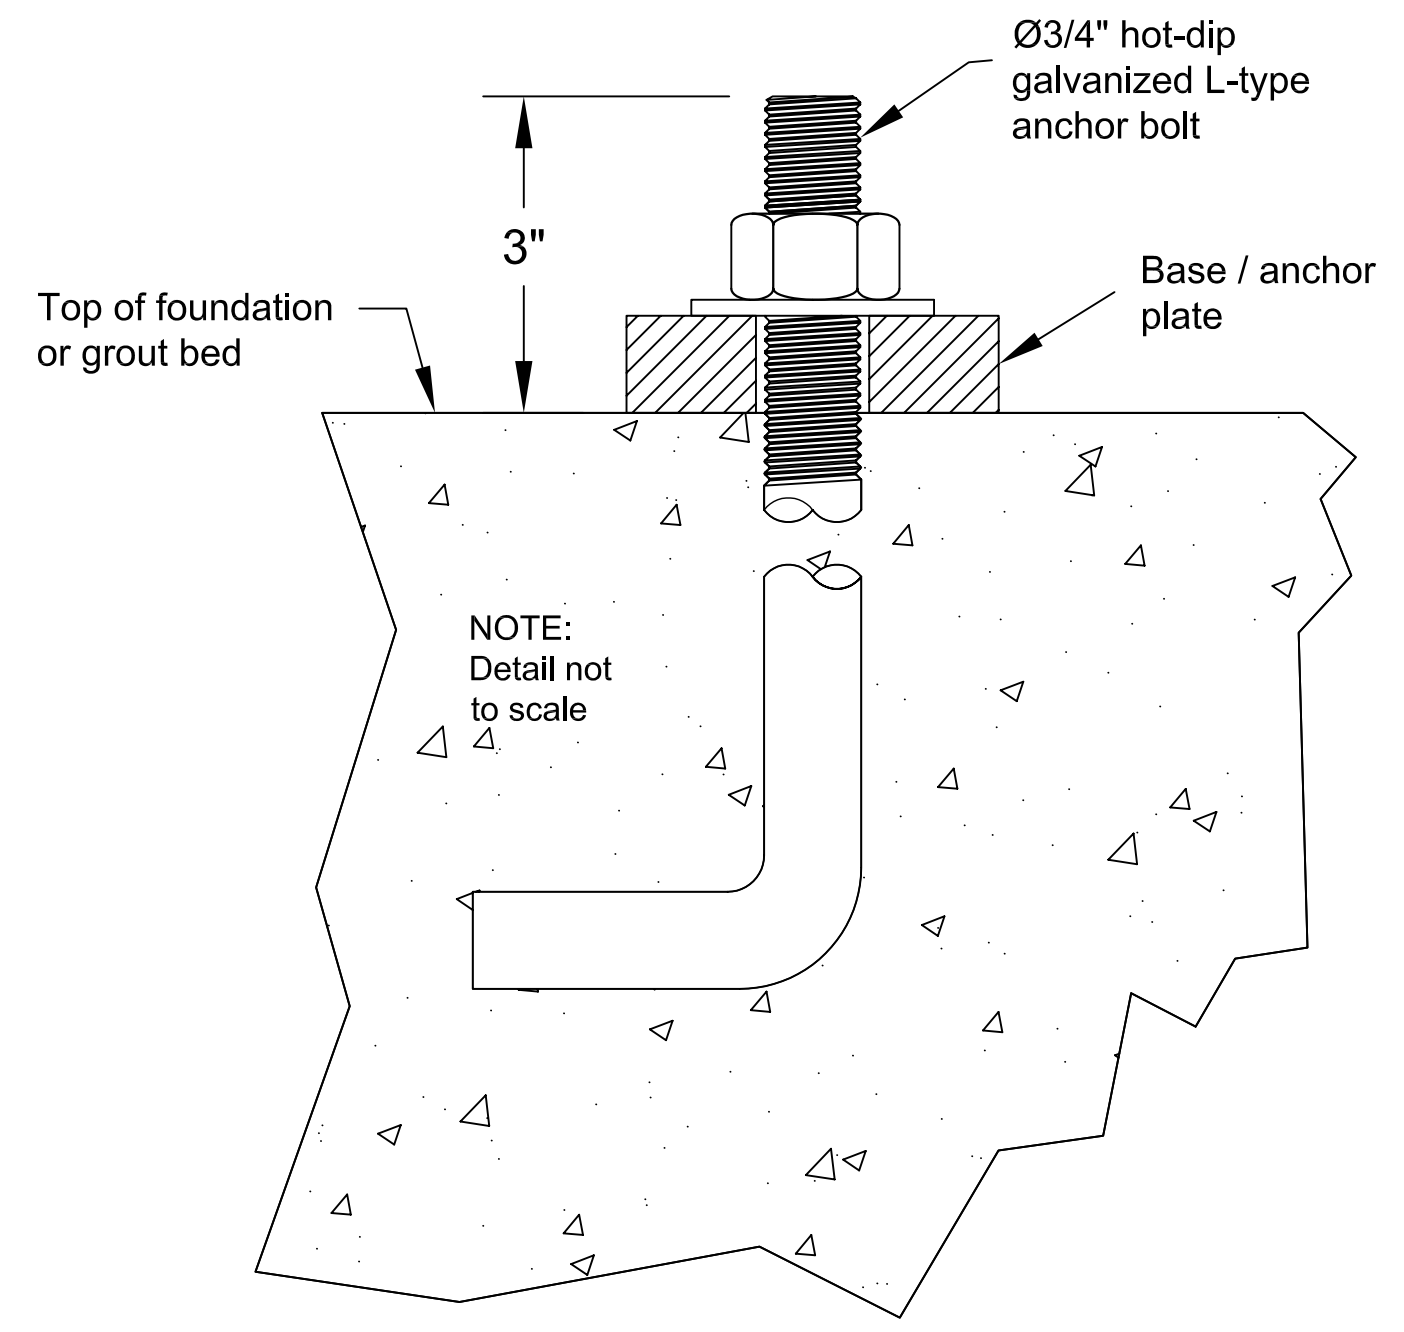 Ø3/4" hot-dip
galvanized L-type
anchor bolt
3"
Base / anchor
plate
Top of foundation
or grout bed
NOTE:
Detail not
to scale